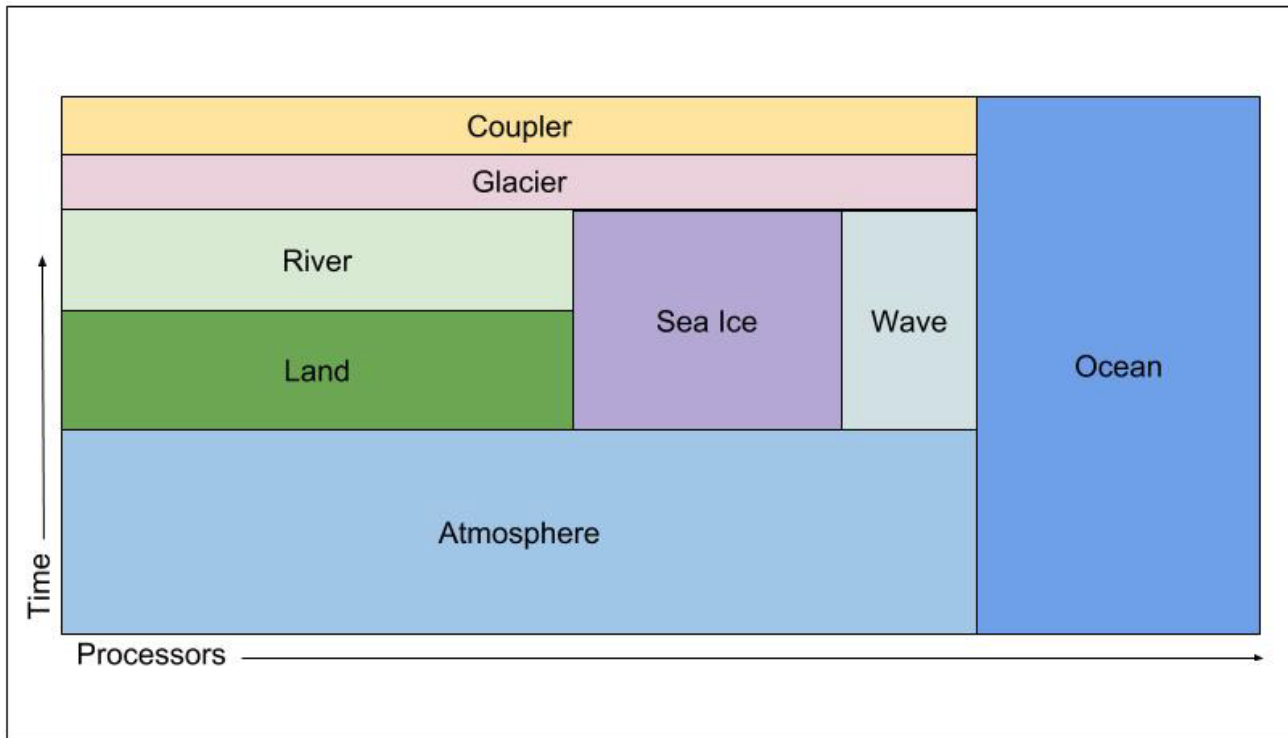 Coupler
Glacier
River
Sea Ice
Wave
Land
Ocean
Atmosphere
Time
Processors